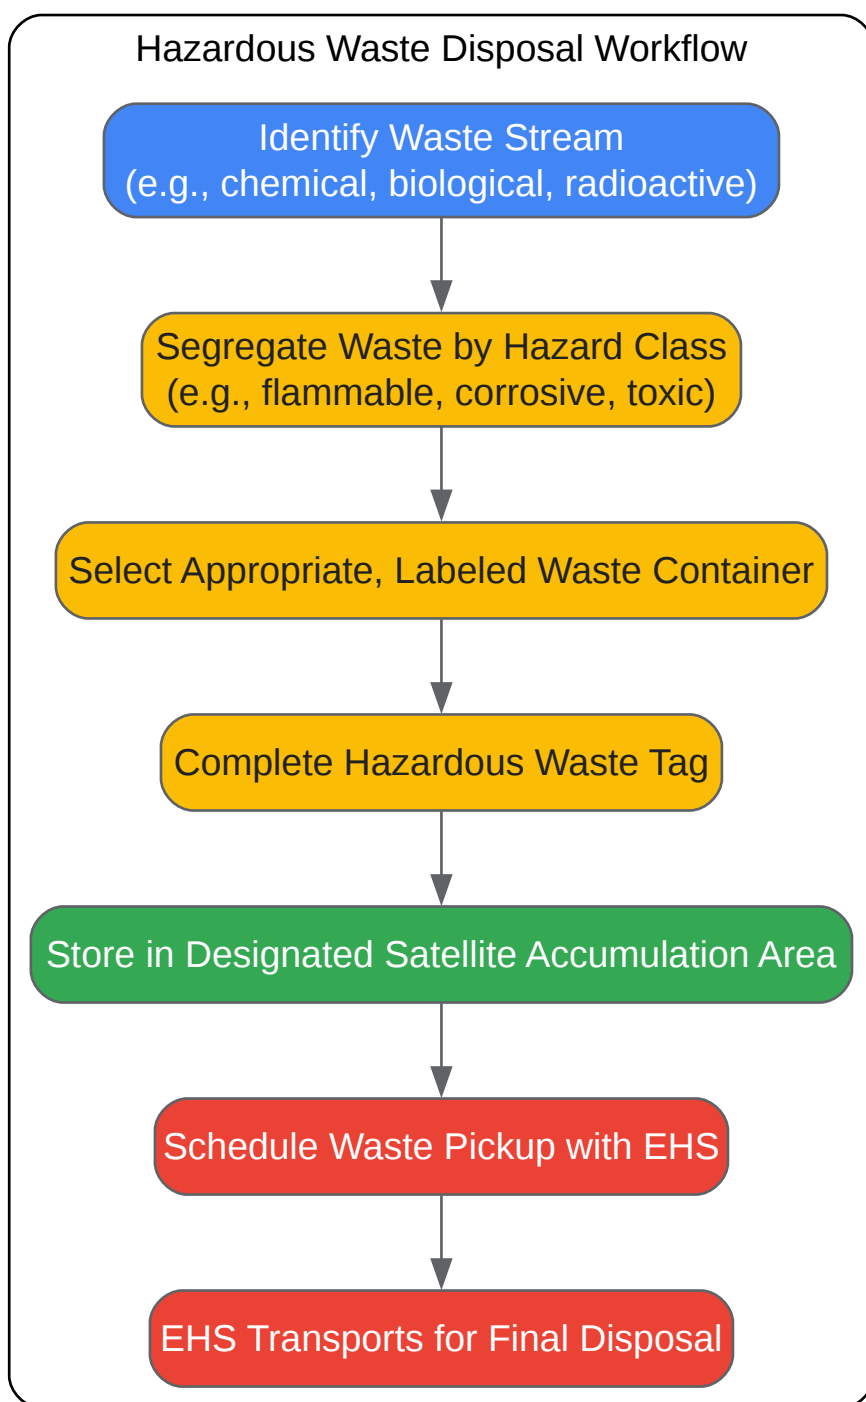 Hazardous Waste Disposal Workflow
Identify Waste Stream
(e.g., chemical, biological, radioactive)
Segregate Waste by Hazard Class
(e.g., flammable, corrosive, toxic)
Select Appropriate, Labeled Waste Container
Complete Hazardous Waste Tag
Store in Designated Satellite Accumulation Area
Schedule Waste Pickup with EHS
EHS Transports for Final Disposal